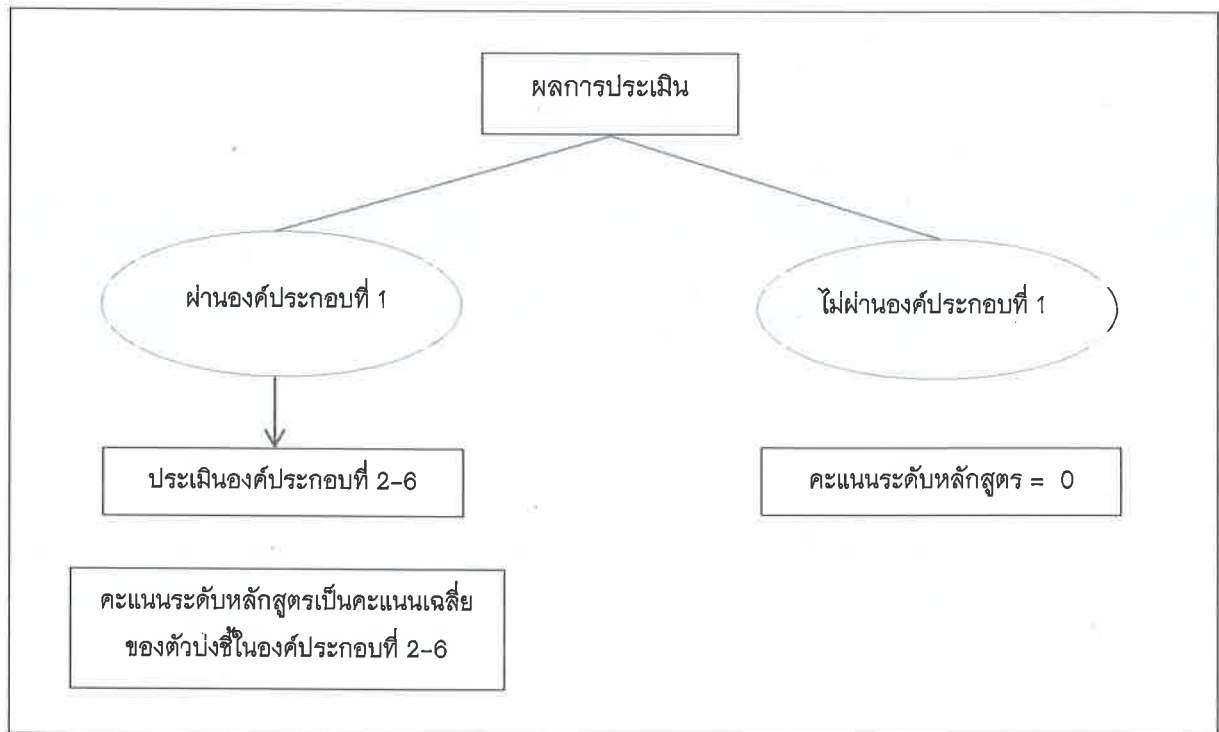 ผลการประเมิน
ผ่านองค์ประกอบที่ 1
ไม่ผ่านองค์ประกอบที่ 1
ประเมินองค์ประกอบที่ 2-6
คะแนนระดับหลักสูตร = 0
คะแนนระดับหลักสูตรเป็นคะแนนเฉลี่ย
ของตัวบ่งชี้ในองค์ประกอบที่ 2-6